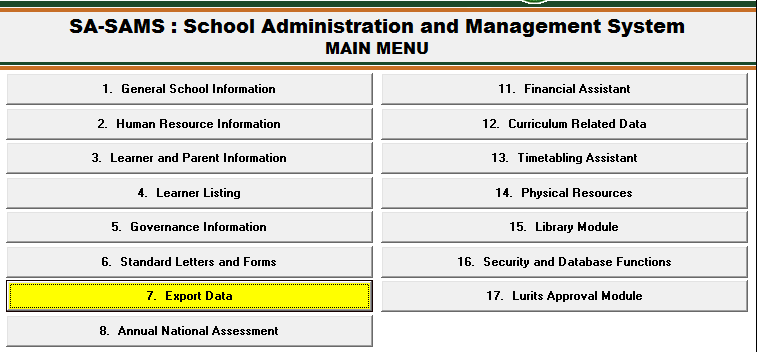 SA-SAMS : School Administration and Management System
MAIN MENU
1. General School Information
2. Human Resource Information
3. Learner and Parent Information
4. Learner Listing
5. Governance Information
6. Standard Letters and Forms
7. Export Data
8. Annual National Assessment
11. Financial Assistant
12. Curriculum Related Data
13. Timetabling Assistant
14. Physical Resources
15. Library Module
16. Security and Database Functions
17. Lurits Approval Module